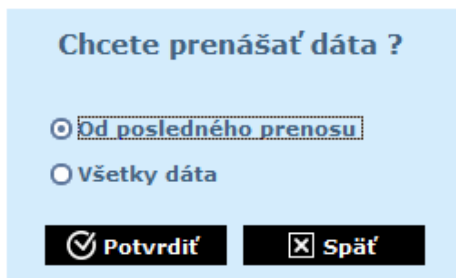 Chcete prenášať dáta ?
Od posledného prenosu
Všetky dáta
Potvrdiť
Späť